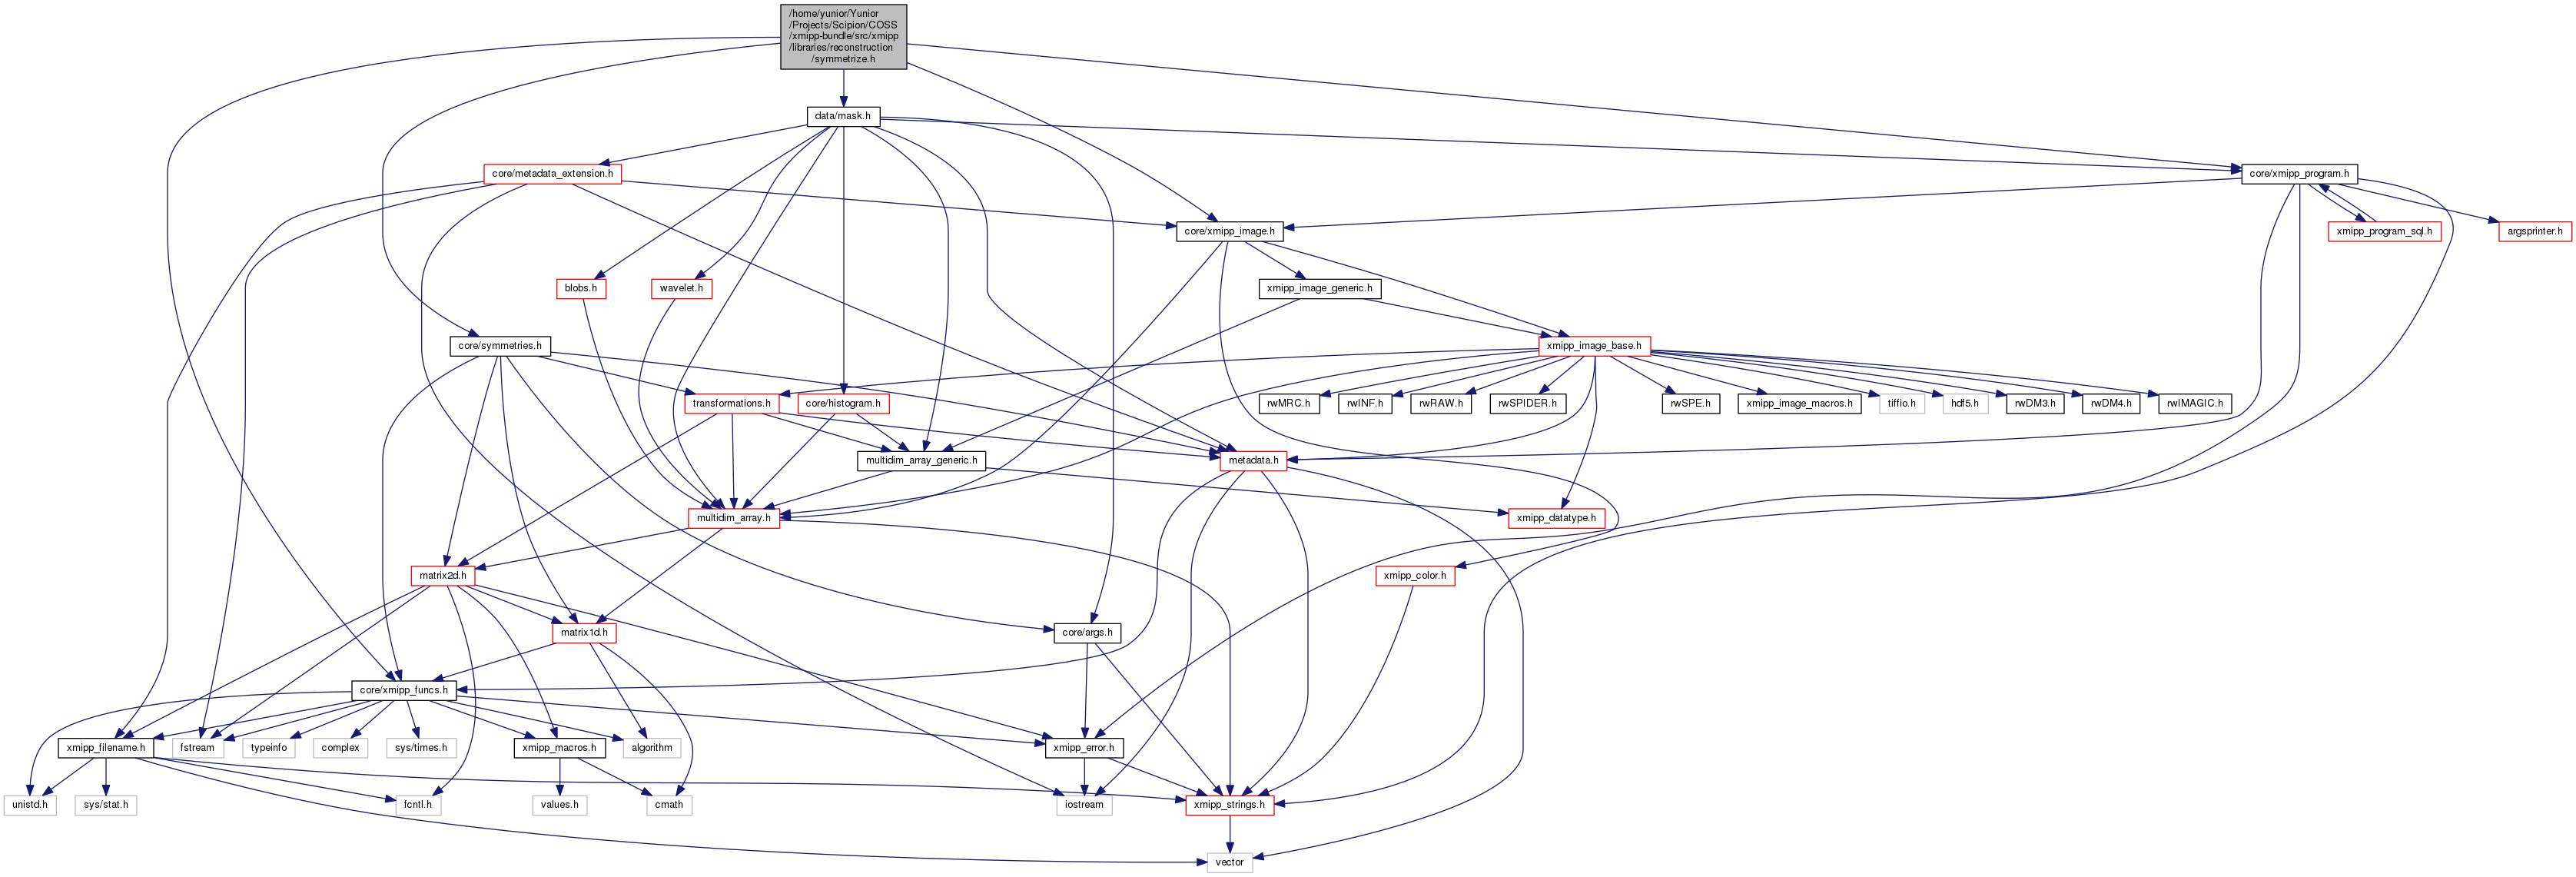 /home/yunior/Yunior
/Projects/Scipion/COSS
/xmipp-bundle/src/xmipp
/libraries/reconstruction
/symmetrize.h
data/mask.h
core/metadata_extension.h
core/xmipp_program.h
core/xmipp_image.h
xmipp_program_sql.h
argsprinter.h
blobs.h
wavelet.h
xmipp_image_generic.h
core/symmetries.h
xmipp_image_base.h
transformations.h
core/histogram.h
rwMRC.h
rwINF.h
rwRAW.h
rwSPIDER.h
rwSPE.h
xmipp_image_macros.h
tiffio.h
hdf5.h
rwDM3.h
rwDM4.h
rwIMAGIC.h
multidim_array_generic.h
metadata.h
multidim_array.h
xmipp_datatype.h
matrix2d.h
xmipp_color.h
matrix1d.h
core/args.h
core/xmipp_funcs.h
xmipp_filename.h
fstream
typeinfo
complex
sys/times.h
xmipp_macros.h
algorithm
xmipp_error.h
unistd.h
sys/stat.h
fcntl.h
values.h
cmath
iostream
xmipp_strings.h
vector